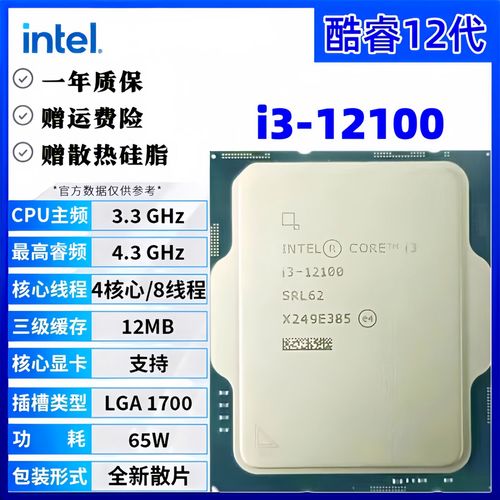 intel.
酷睿12代
一年质保
赠运费险
赠散热硅脂
i3-12100
*官方数据仅供参考*
CPU主频 3.3 GHz
最高睿频 4.3 GHz
核心线程 4核心/8线程
三级缓存 12MB
核心显卡 支持
插槽类型 LGA 1700
功耗 65W
包装形式 全新散片
INTEL® CORE™ i3
i3-12100
SRL62
X249E385 e4